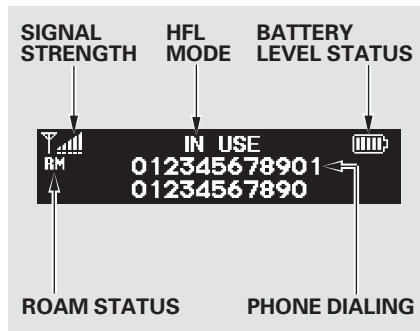 SIGNAL STRENGTH
HFL MODE
BATTERY LEVEL STATUS
IN USE
RM
012345678901
01234567890
ROAM STATUS
PHONE DIALING